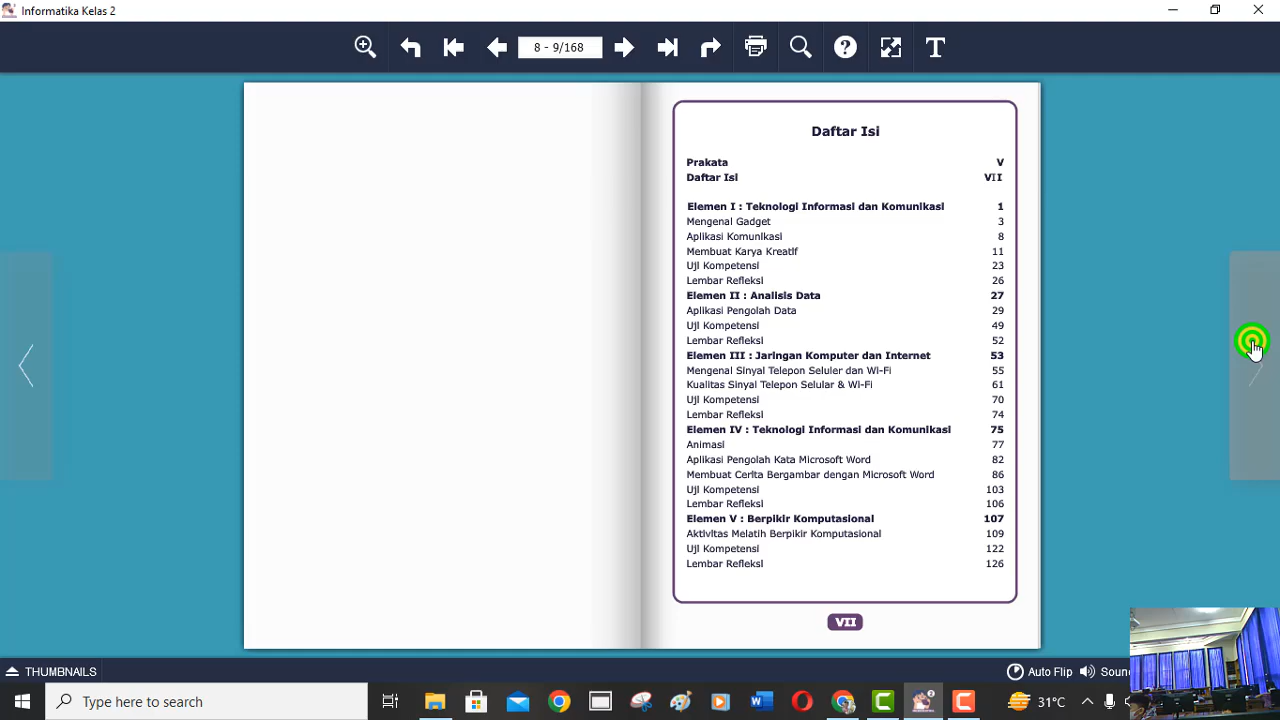 Informatika Kelas 2
8 - 9/168
T
Daftar Isi
Prakata V
Daftar Isi VII
Elemen I : Teknologi Informasi dan Komunikasi 1
Mengenal Gadget 3
Aplikasi Komunikasi 8
Membuat Karya Kreatif 11
Uji Kompetensi 23
Lembar Refleksi 26
Elemen II : Analisis Data 27
Aplikasi Pengolah Data 29
Uji Kompetensi 49
Lembar Refleksi 52
Elemen III : Jaringan Komputer dan Internet 53
Mengenal Sinyal Telepon Seluler dan Wi-Fi 55
Kualitas Sinyal Telepon Selular & Wi-Fi 61
Uji Kompetensi 70
Lembar Refleksi 74
Elemen IV : Teknologi Informasi dan Komunikasi 75
Animasi 77
Aplikasi Pengolah Kata Microsoft Word 82
Membuat Cerita Bergambar dengan Microsoft Word 86
Uji Kompetensi 103
Lembar Refleksi 106
Elemen V : Berpikir Komputasional 107
Aktivitas Melatih Berpikir Komputasional 109
Uji Kompetensi 122
Lembar Refleksi 126
VII
THUMBNAILS
Auto Flip
Soun
Type here to search
31°C